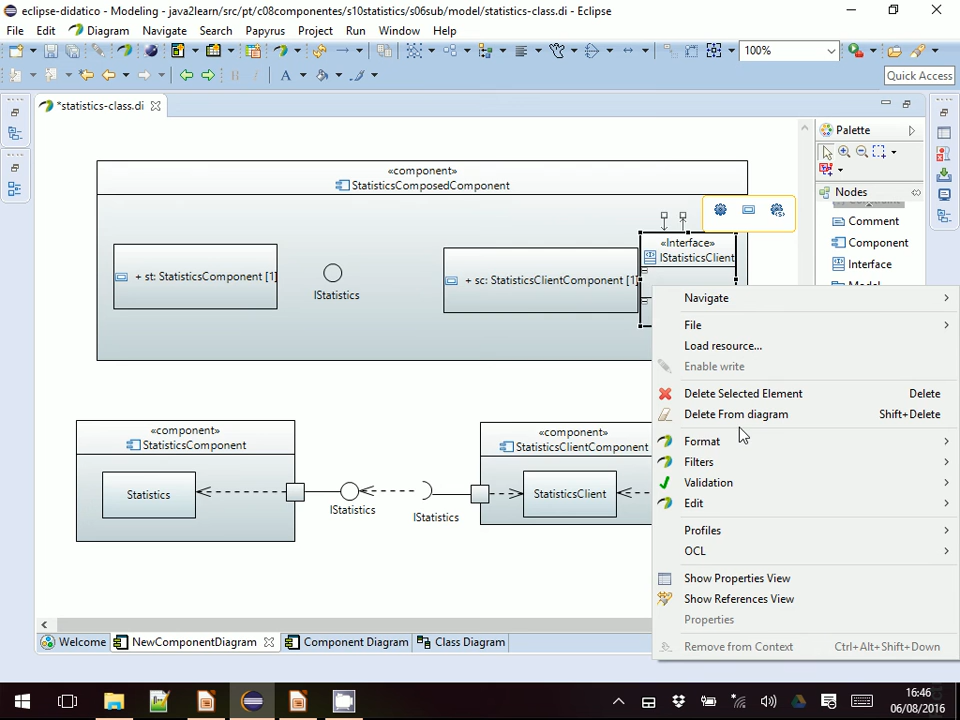 eclipse-didatico - Modeling - java2learn/src/pt/c08componentes/s10statistics/s06sub/model/statistics-class.di - Eclipse
File Edit Diagram Navigate Search Papyrus Project Run Window Help
100%
B I A
Quick Access
*statistics-class.di
Palette
«component»
StatisticsComposedComponent
Nodes
Comment
Component
Interface
«Interface»
IStatisticsClient
+ st: StatisticsComponent [1]
IStatistics
+ sc: StatisticsClientComponent [1]
Navigate
File
Load resource...
Enable write
Delete Selected Element Delete
Delete From diagram Shift+Delete
Format
Filters
Validation
Edit
Profiles
OCL
Show Properties View
Show References View
Properties
Remove from Context Ctrl+Alt+Shift+Down
«component»
StatisticsComponent
Statistics
IStatistics
IStatistics
«component»
StatisticsClientComponent
StatisticsClient
Welcome NewComponentDiagram Component Diagram Class Diagram
16:46
06/08/2016